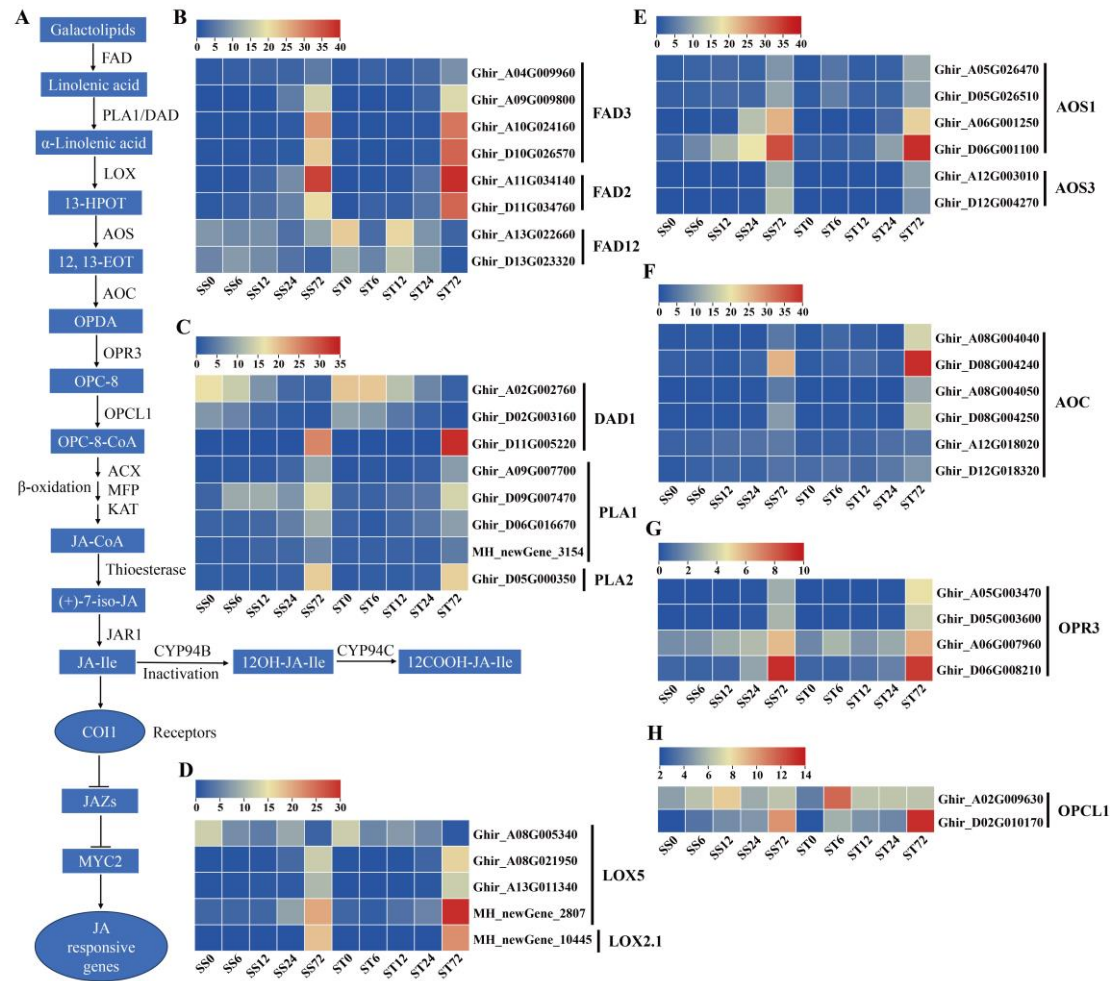 A
Galactolipids
FAD
Linolenic acid
PLA1/DAD
α-Linolenic acid
LOX
13-HPOT
AOS
12, 13-EOT
AOC
OPDA
OPR3
OPC-8
OPCL1
OPC-8-CoA
β-oxidation
ACX
MFP
KAT
JA-CoA
Thioesterase
(+)-7-iso-JA
JAR1
JA-Ile
CYP94B
Inactivation
12OH-JA-Ile
CYP94C
12COOH-JA-Ile
COI1
Receptors
JAZs
MYC2
JA
responsive
genes
B
0 5 10 15 20 25 30 35 40
Ghir_A04G009960
Ghir_A09G009800
Ghir_A10G024160
Ghir_D10G026570
FAD3
Ghir_A11G034140
Ghir_D11G034760
FAD2
Ghir_A13G022660
Ghir_D13G023320
FAD12
SS0 SS6 SS12 SS24 SS72 ST0 ST6 ST12 ST24 ST72
C
0 5 10 15 20 25 30 35
Ghir_A02G002760
Ghir_D02G003160
Ghir_D11G005220
DAD1
Ghir_A09G007700
Ghir_D09G007470
Ghir_D06G016670
MH_newGene_3154
PLA1
Ghir_D05G000350
PLA2
SS0 SS6 SS12 SS24 SS72 ST0 ST6 ST12 ST24 ST72
D
0 5 10 15 20 25 30
Ghir_A08G005340
Ghir_A08G021950
Ghir_A13G011340
MH_newGene_2807
LOX5
MH_newGene_10445
LOX2.1
SS0 SS6 SS12 SS24 SS72 ST0 ST6 ST12 ST24 ST72
E
0 5 10 15 20 25 30 35 40
Ghir_A05G026470
Ghir_D05G026510
Ghir_A06G001250
Ghir_D06G001100
AOS1
Ghir_A12G003010
Ghir_D12G004270
AOS3
SS0 SS6 SS12 SS24 SS72 ST0 ST6 ST12 ST24 ST72
F
0 5 10 15 20 25 30 35 40
Ghir_A08G004040
Ghir_D08G004240
Ghir_A08G004050
Ghir_D08G004250
Ghir_A12G018020
Ghir_D12G018320
AOC
SS0 SS6 SS12 SS24 SS72 ST0 ST6 ST12 ST24 ST72
G
0 2 4 6 8 10
Ghir_A05G003470
Ghir_D05G003600
Ghir_A06G007960
Ghir_D06G008210
OPR3
SS0 SS6 SS12 SS24 SS72 ST0 ST6 ST12 ST24 ST72
H
2 4 6 8 10 12 14
Ghir_A02G009630
Ghir_D02G010170
OPCL1
SS0 SS6 SS12 SS24 SS72 ST0 ST6 ST12 ST24 ST72